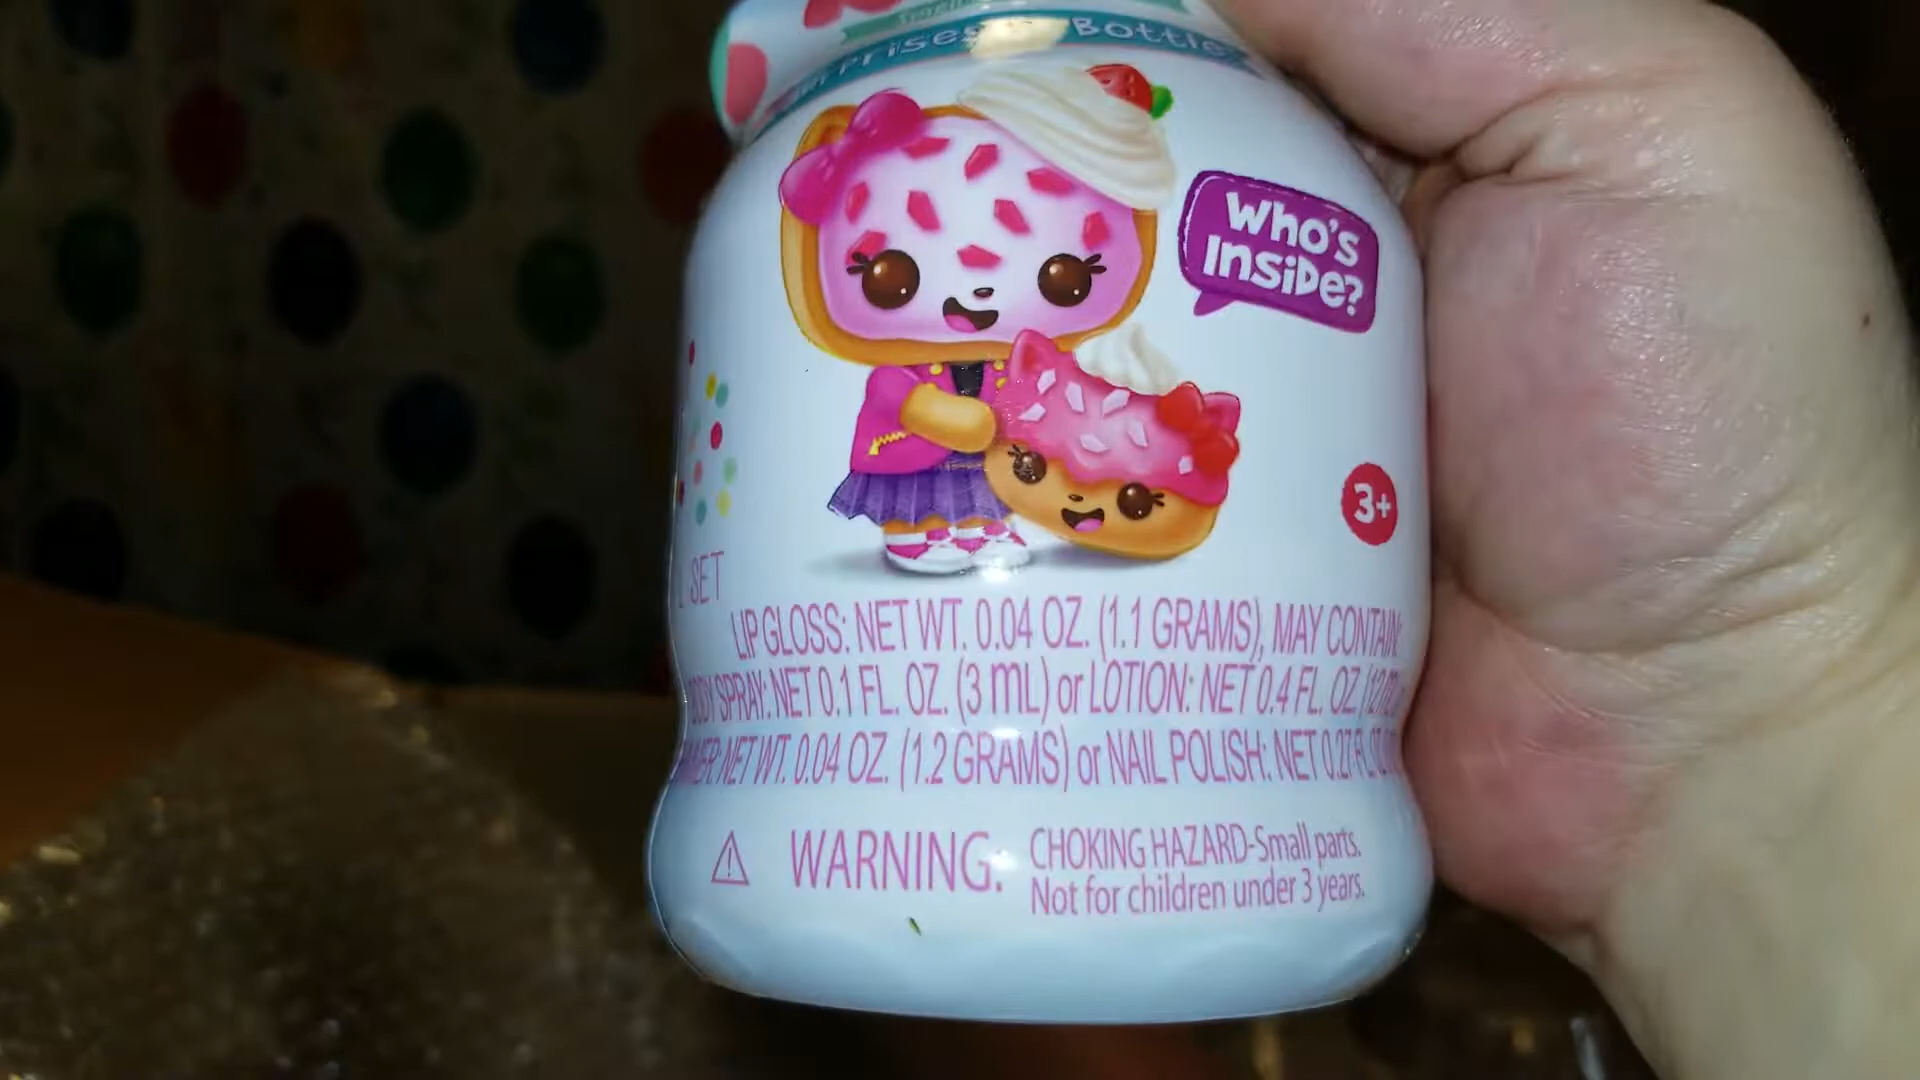 Bottle
WHO'S
INSIDE?
3+
SET
LIP GLOSS: NET WT. 0.04 OZ. (1.1 GRAMS), MAY CONTAIN:
SPRAY: NET 0.1 FL. OZ. (3 mL) or LOTION: NET 0.4 FL. OZ.
NET WT. 0.04 OZ. (1.2 GRAMS) or NAIL POLISH: NET
WARNING. CHOKING HAZARD-Small parts.
Not for children under 3 years.